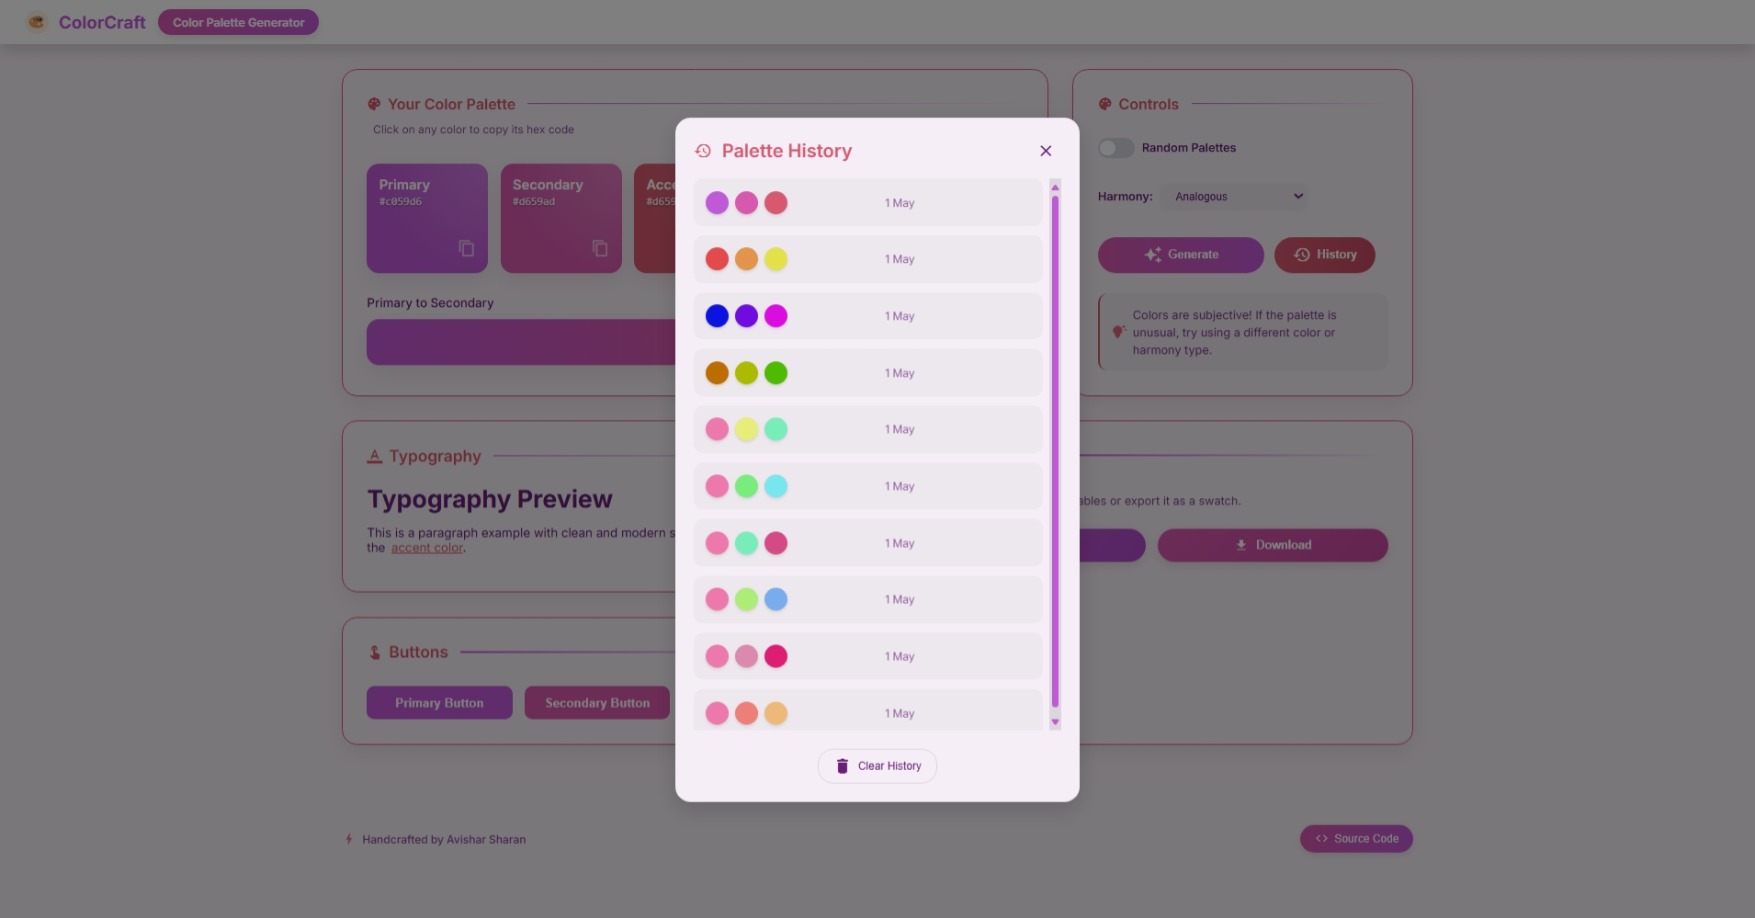 ColorCraft
Color Palette Generator
Your Color Palette
Click on any color to copy its hex code
Primary
#c059d6
Secondary
#d659ad
Acce
#d659
Primary to Secondary
Controls
Random Palettes
Harmony: Analogous
Generate
History
Colors are subjective! If the palette is
unusual, try using a different color or
harmony type.
Palette History
1 May
1 May
1 May
1 May
1 May
1 May
1 May
1 May
1 May
1 May
Clear History
Typography
Typography Preview
This is a paragraph example with clean and modern s
the accent color.
ables or export it as a swatch.
Download
Buttons
Primary Button
Secondary Button
Handcrafted by Avishar Sharan
Source Code